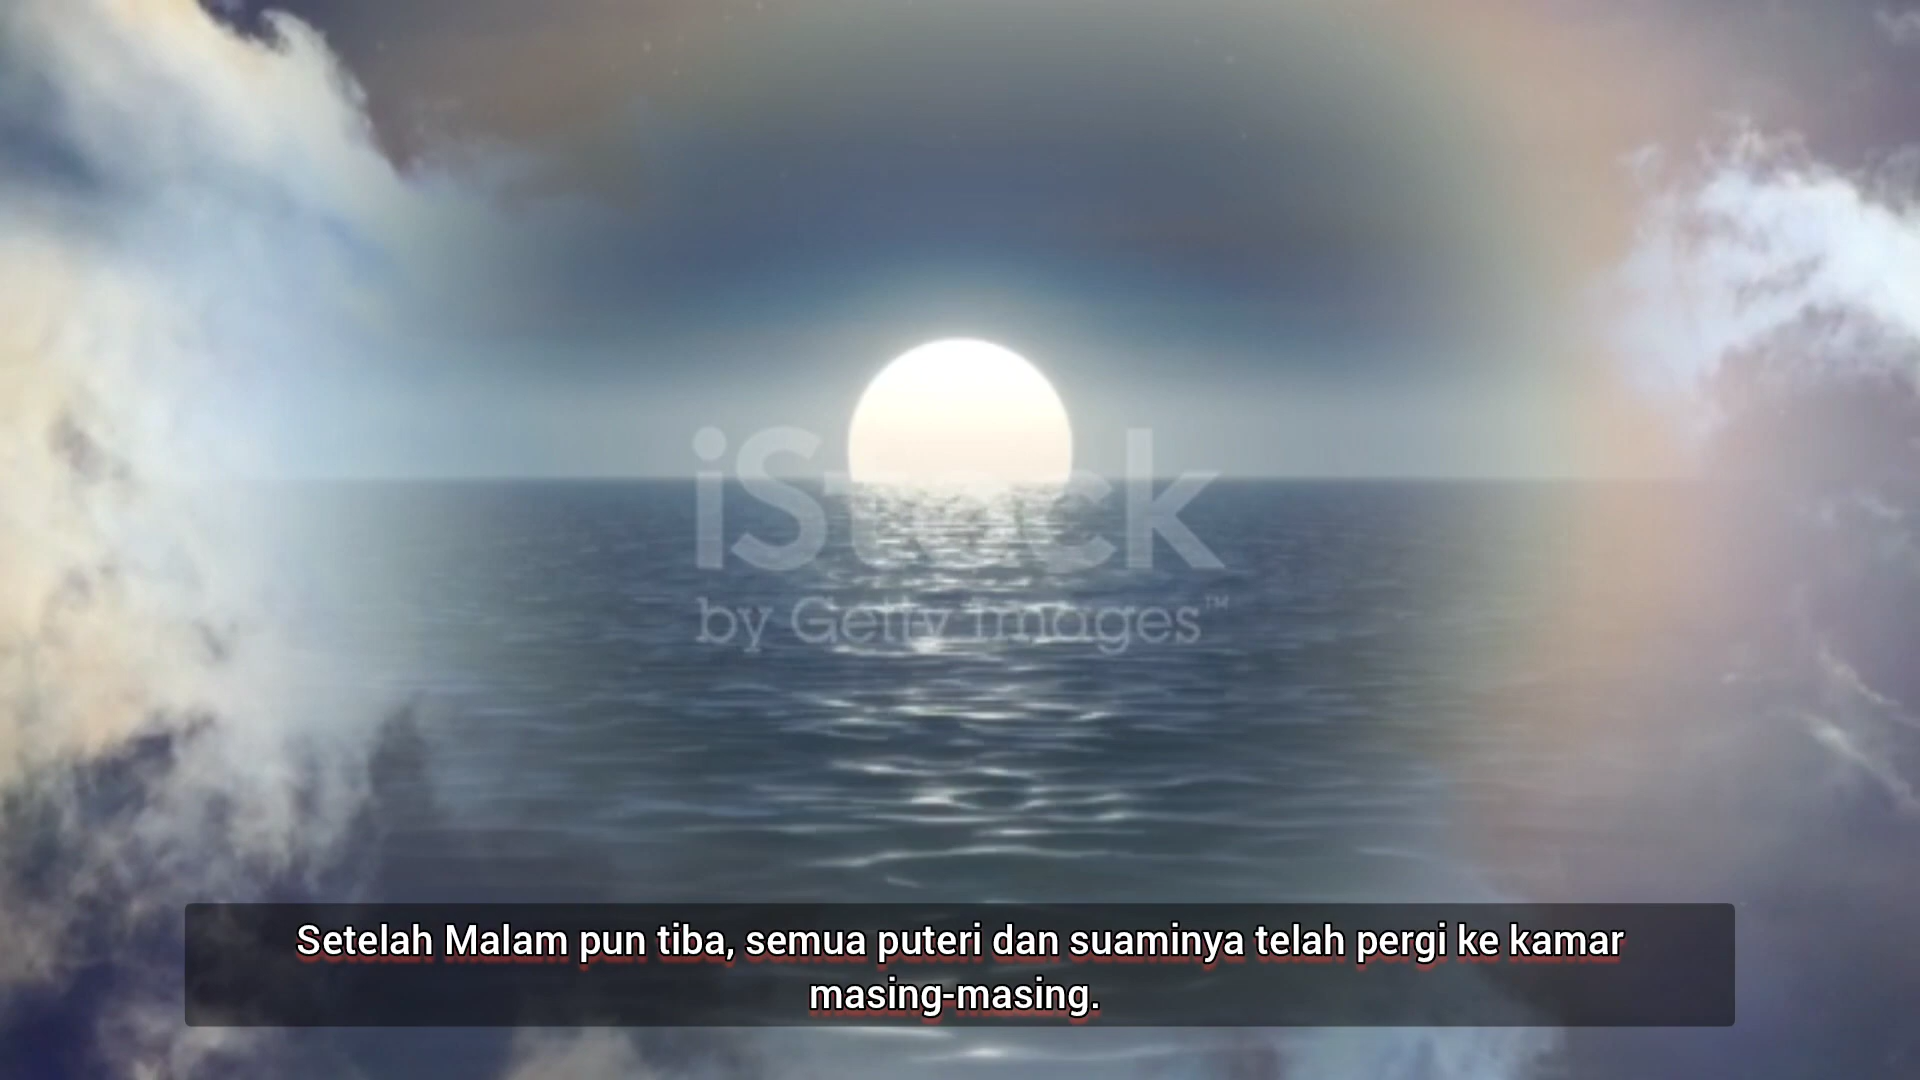 iStock
by Getty Images™
Setelah Malam pun tiba, semua puteri dan suaminya telah pergi ke kamar
masing-masing.